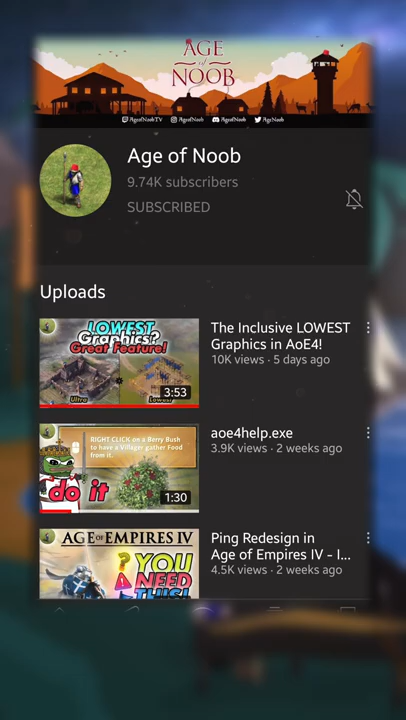 AGE
of
NOOB
AgeofNoobTV AgeofNoob AgeofNoob AgeNoob
Age of Noob
9.74K subscribers
SUBSCRIBED
Uploads
LOWEST
Graphics?
Great Feature!
Ultra
Lowest
3:53
The Inclusive LOWEST
Graphics in AoE4!
10K views · 5 days ago
RIGHT CLICK on a Berry Bush
to have a Villager gather Food
from it.
do it
1:30
aoe4help.exe
3.9K views · 2 weeks ago
AGE OF EMPIRES IV
YOU
NEED
THIS!
Ping Redesign in
Age of Empires IV - I...
4.5K views · 2 weeks ago